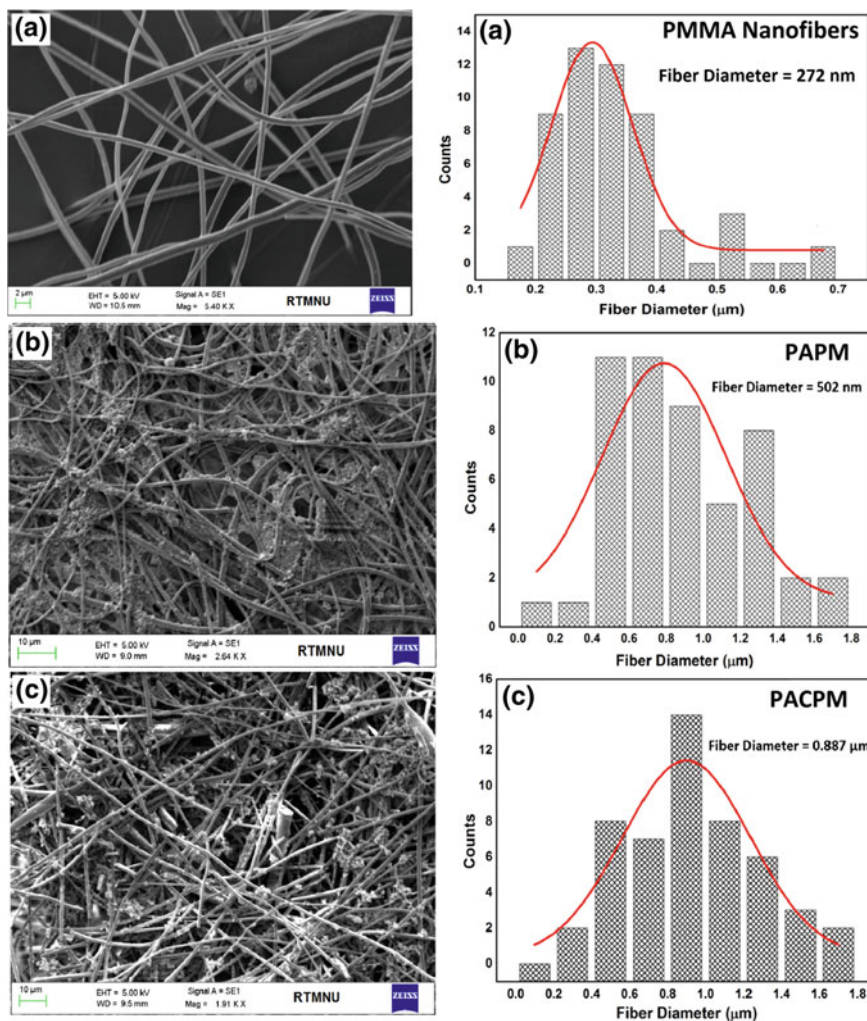 (a)
2 µm
EHT = 5.00 kV
WD = 10.5 mm
Signal A = SE1
Mag = 5.40 K X
RTMNU
ZEISS
(a)
PMMA Nanofibers
Fiber Diameter = 272 nm
Counts
14
12
10
8
6
4
2
0
0.1 0.2 0.3 0.4 0.5 0.6 0.7
Fiber Diameter (µm)
(b)
10 µm
EHT = 5.00 kV
WD = 9.0 mm
Signal A = SE1
Mag = 2.64 K X
RTMNU
ZEISS
(b)
PAPM
Fiber Diameter = 502 nm
Counts
12
10
8
6
4
2
0
0.0 0.2 0.4 0.6 0.8 1.0 1.2 1.4 1.6 1.8
Fiber Diameter (µm)
(c)
10 µm
EHT = 5.00 kV
WD = 9.5 mm
Signal A = SE1
Mag = 1.91 K X
RTMNU
ZEISS
(c)
PACPM
Fiber Diameter = 0.887 µm
Counts
16
14
12
10
8
6
4
2
0
0.0 0.2 0.4 0.6 0.8 1.0 1.2 1.4 1.6 1.8
Fiber Diameter (µm)